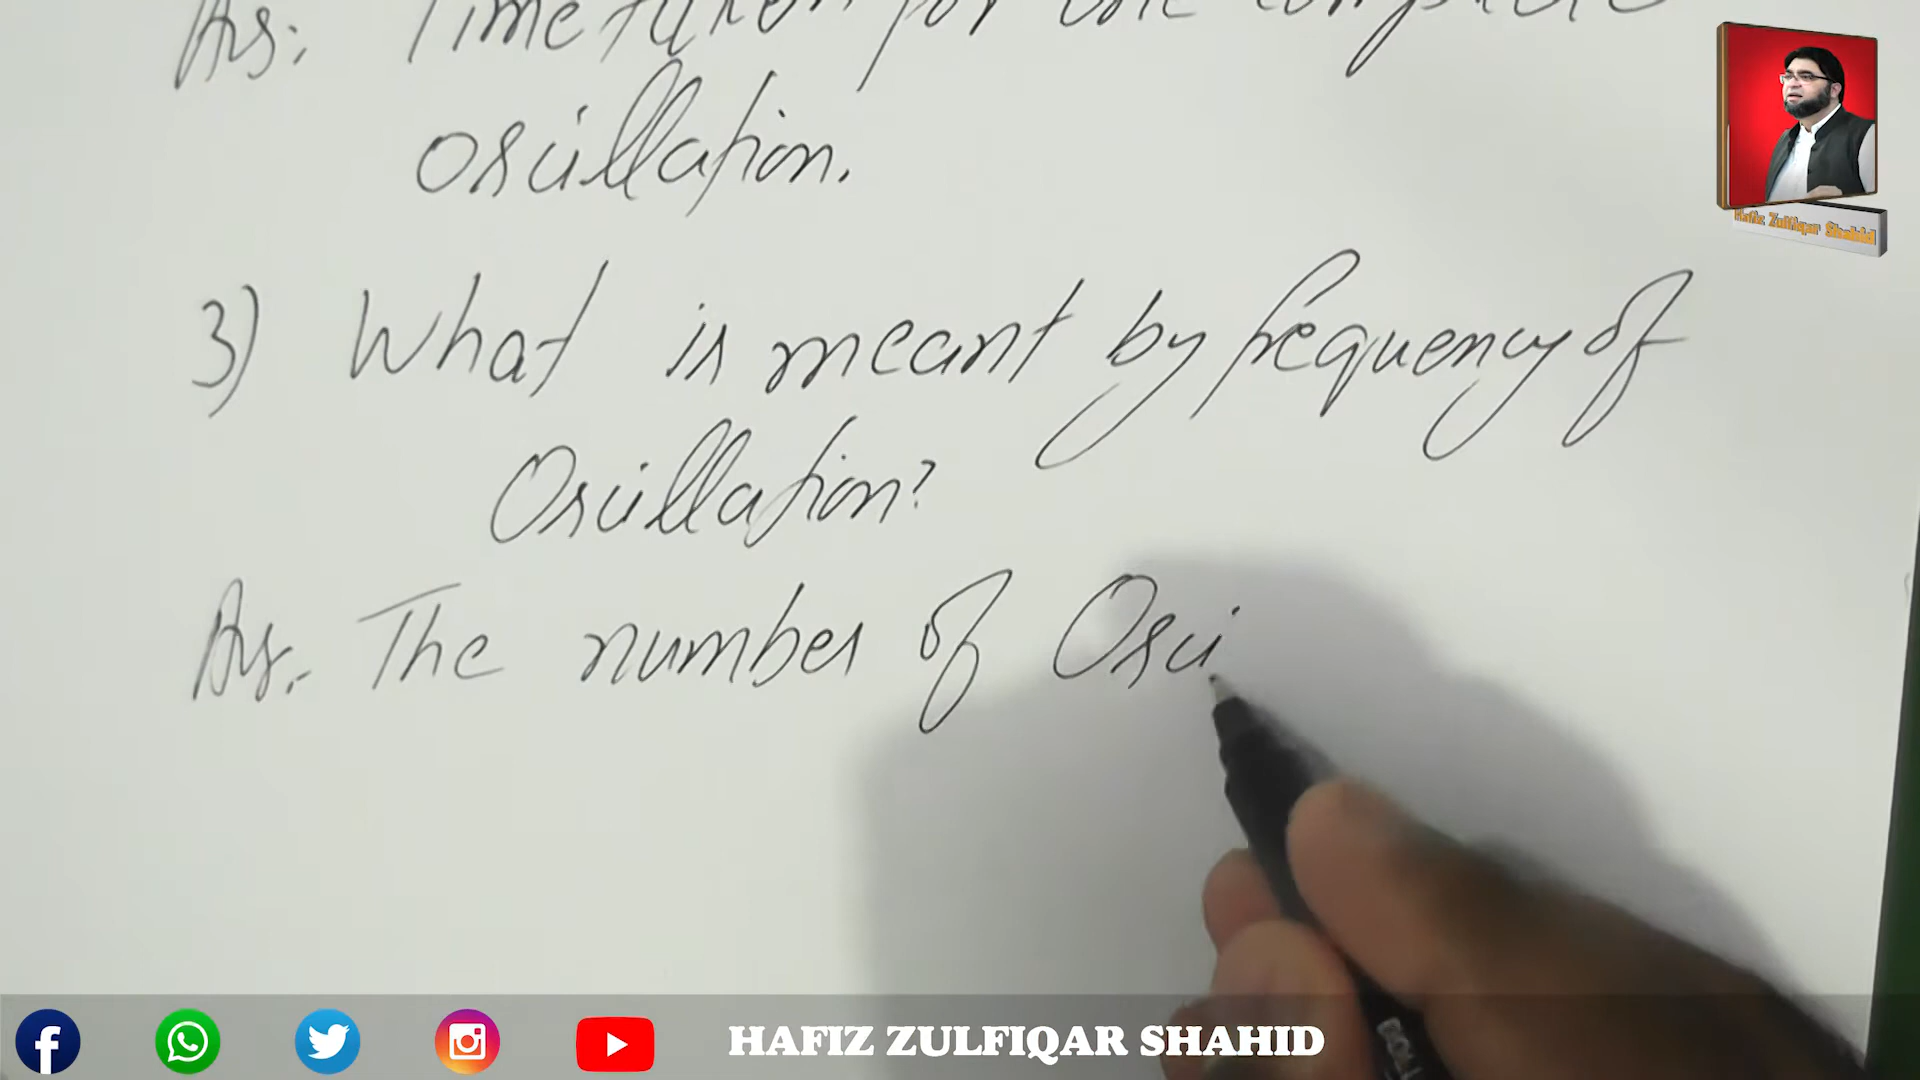 Ans: Time taken for one complete
oscillation.
3) What is meant by frequency of
Oscillation?
Ans. The number of Osci
Hafiz Zulfiqar Shahid
HAFIZ ZULFIQAR SHAHID